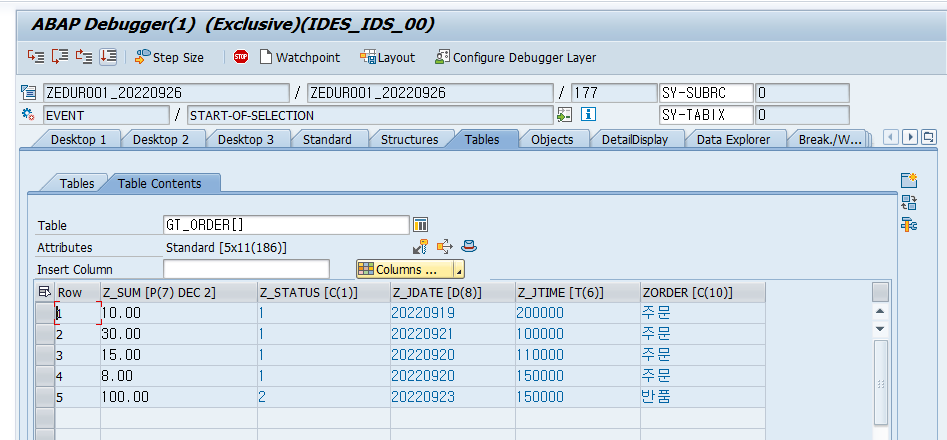 ABAP Debugger(1) (Exclusive)(IDES_IDS_00)
Step Size STOP Watchpoint Layout Configure Debugger Layer
ZEDUR001_20220926 / ZEDUR001_20220926 / 177 SY-SUBRC 0
EVENT / START-OF-SELECTION SY-TABIX 0
Desktop 1 Desktop 2 Desktop 3 Standard Structures Tables Objects DetailDisplay Data Explorer Break./W...
Tables Table Contents
Table GT_ORDER[]
Attributes Standard [5x11(186)]
Insert Column Columns ...
Row Z_SUM [P(7) DEC 2] Z_STATUS [C(1)] Z_JDATE [D(8)] Z_JTIME [T(6)] ZORDER [C(10)]
1 10.00 1 20220919 200000 주문
2 30.00 1 20220921 100000 주문
3 15.00 1 20220920 110000 주문
4 8.00 1 20220920 150000 주문
5 100.00 2 20220923 150000 반품